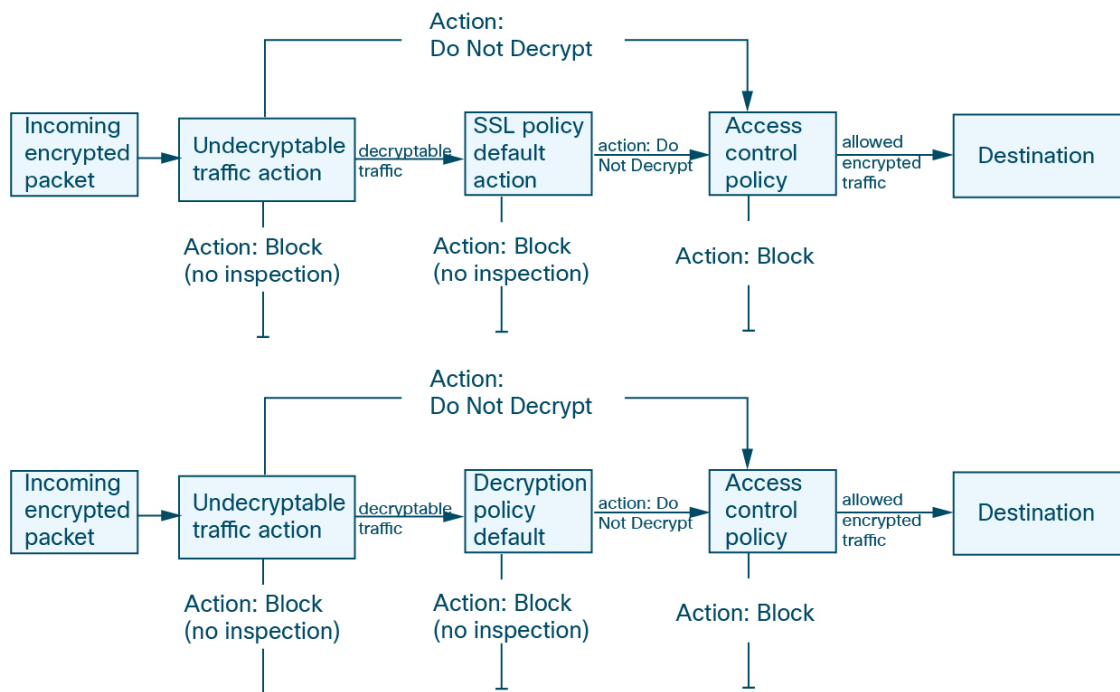 Action:
Do Not Decrypt
Incoming
encrypted
packet
Undecryptable
traffic action
decryptable
traffic
SSL policy
default
action
action: Do
Not Decrypt
Access
control
policy
allowed
encrypted
traffic
Destination
Action: Block
(no inspection)
Action: Block
(no inspection)
Action: Block
Action:
Do Not Decrypt
Incoming
encrypted
packet
Undecryptable
traffic action
decryptable
traffic
Decryption
policy
default
action: Do
Not Decrypt
Access
control
policy
allowed
encrypted
traffic
Destination
Action: Block
(no inspection)
Action: Block
(no inspection)
Action: Block